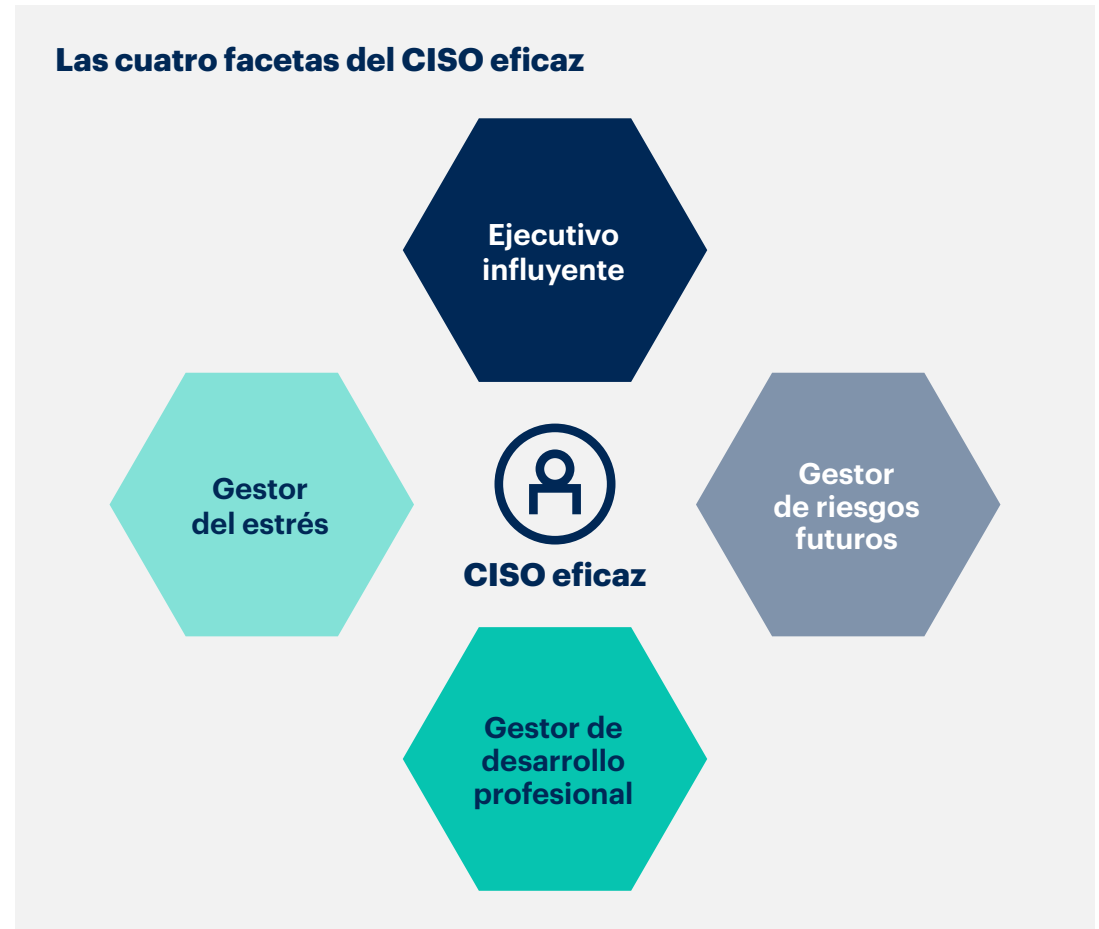 Las cuatro facetas del CISO eficaz
Ejecutivo
influyente
Gestor
del estrés
Gestor
de riesgos
futuros
CISO eficaz
Gestor de
desarrollo
profesional